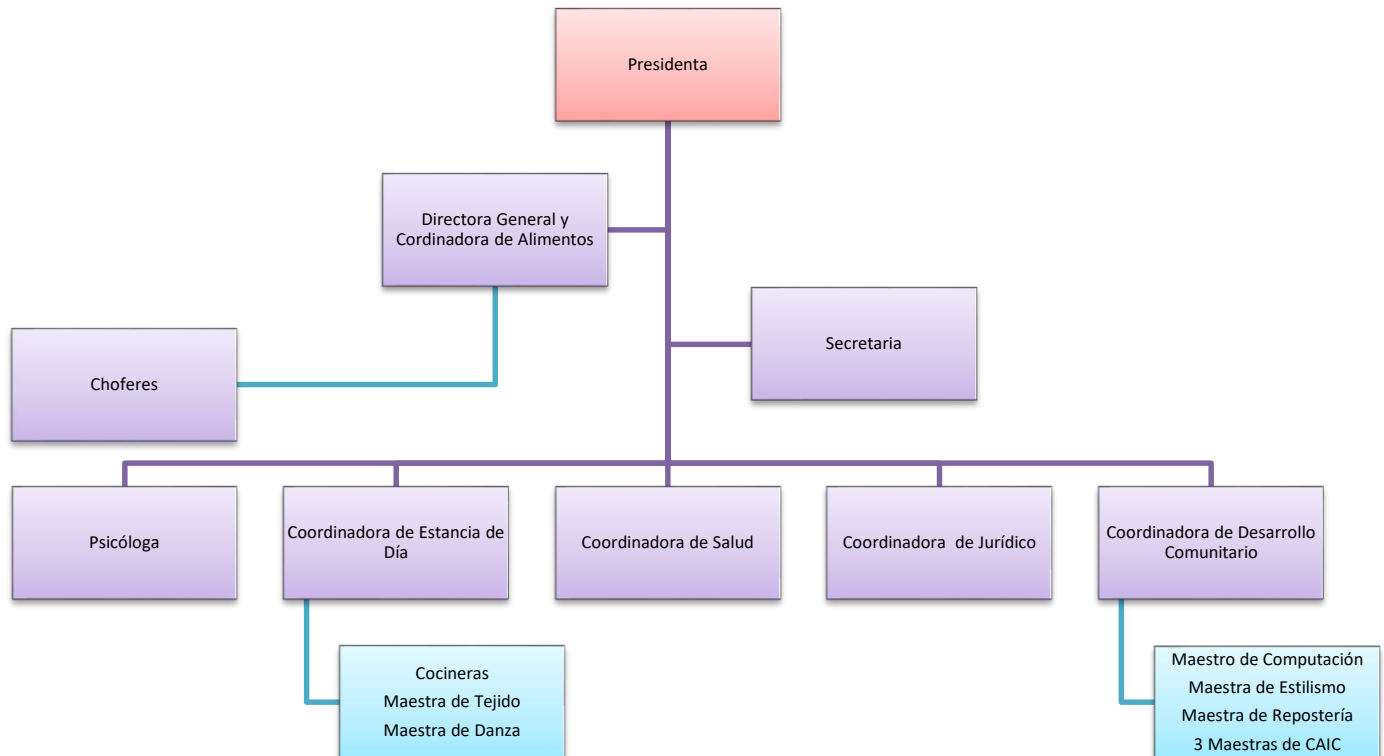 Presidenta
Directora General y
Cordinadora de Alimentos
Secretaria
Choferes
Psicóloga
Coordinadora de Estancia de
Día
Coordinadora de Salud
Coordinadora  de Jurídico
Coordinadora de Desarrollo
Comunitario
Cocineras
Maestra de Tejido
Maestra de Danza
Maestro de Computación
Maestra de Estilismo
Maestra de Repostería
3 Maestras de CAIC